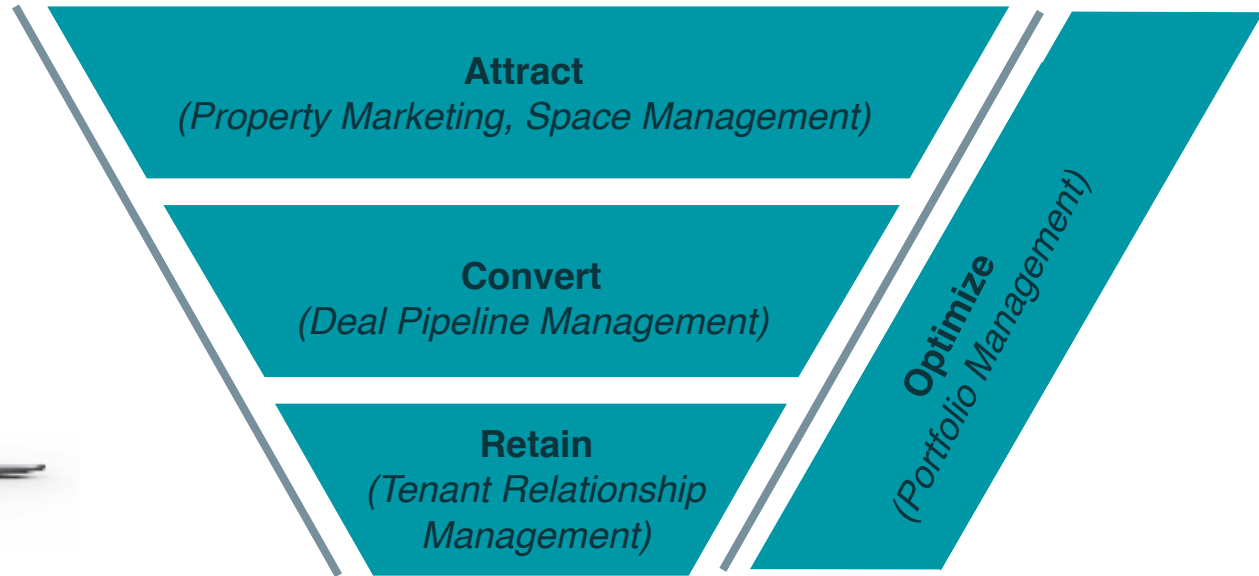 Attract
(Property Marketing, Space Management)
Convert
(Deal Pipeline Management)
Retain
(Tenant Relationship
Management)
Optimize
(Portfolio Management)